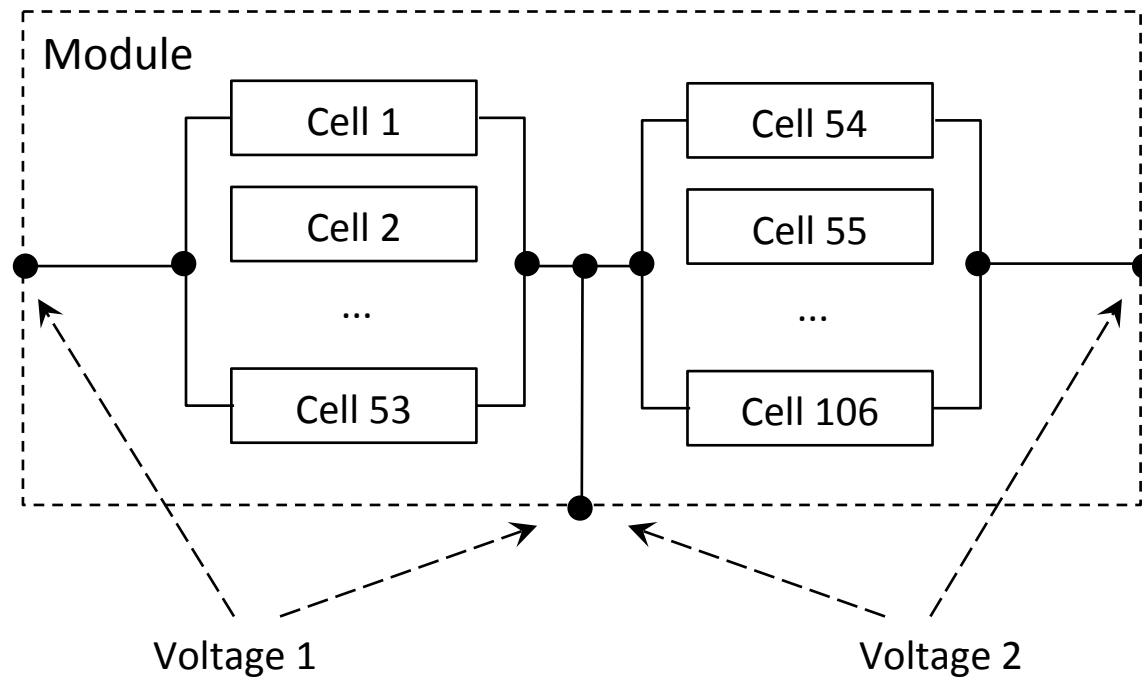 Module
Cell 1
Cell 2
...
Cell 53
Cell 54
Cell 55
...
Cell 106
Voltage 1
Voltage 2